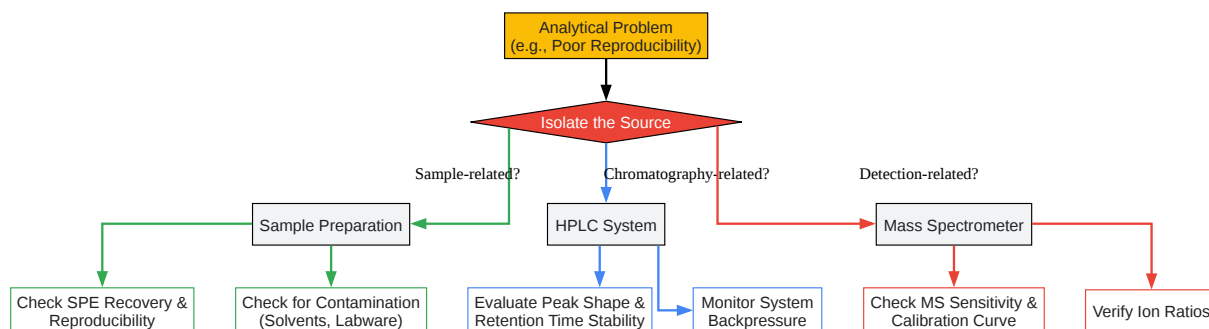 Analytical Problem
(e.g., Poor Reproducibility)
Isolate the Source
Sample-related?
Chromatography-related?
Detection-related?
Sample Preparation
HPLC System
Mass Spectrometer
Check SPE Recovery &
Reproducibility
Check for Contamination
(Solvents, Labware)
Evaluate Peak Shape &
Retention Time Stability
Monitor System
Backpressure
Check MS Sensitivity &
Calibration Curve
Verify Ion Ratios